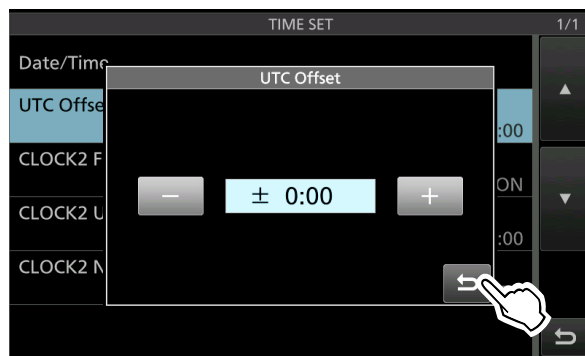 TIME SET 1/1
Date/Time
UTC Offset
UTC Offse
:00
CLOCK2 F
ON
− ± 0:00 +
CLOCK2 U
:00
CLOCK2 N